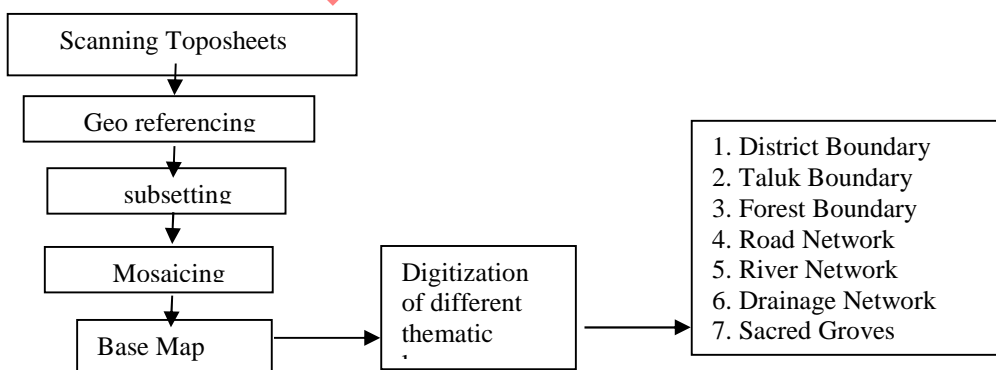 Scanning Toposheets
Geo referencing
subsetting
Mosaicing
Base Map
Digitization
of different
thematic
1. District Boundary
2. Taluk Boundary
3. Forest Boundary
4. Road Network
5. River Network
6. Drainage Network
7. Sacred Groves